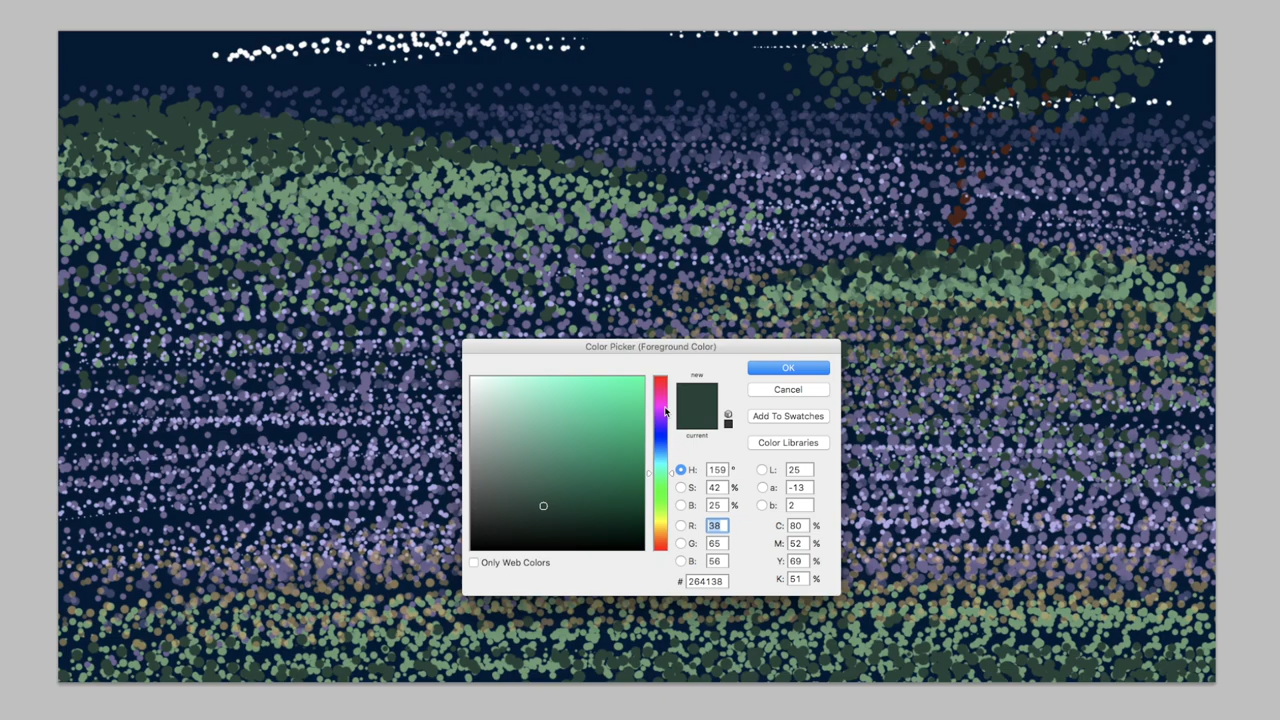 Color Picker (Foreground Color)
new
current
OK
Cancel
Add To Swatches
Color Libraries
H: 159 °
S: 42 %
B: 25 %
R: 38
G: 65
B: 56
# 264138
L: 25
a: -13
b: 2
C: 80 %
M: 52 %
Y: 69 %
K: 51 %
Only Web Colors